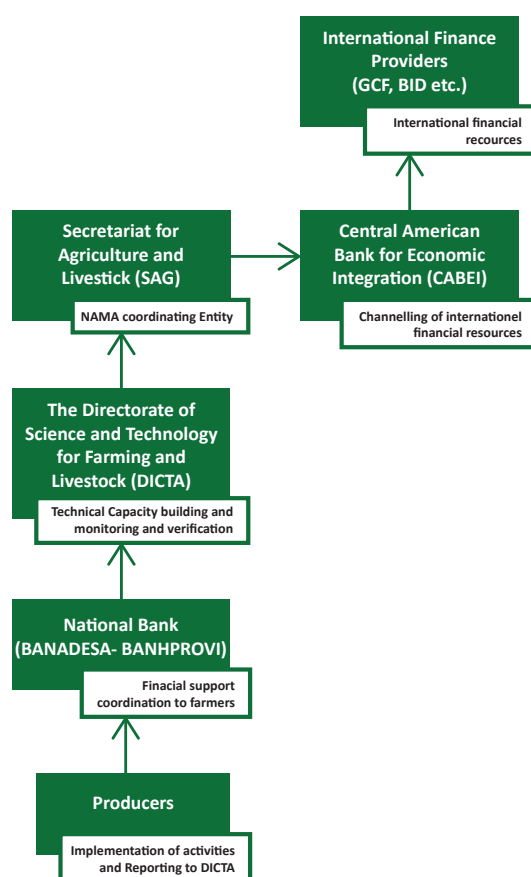 International Finance
Providers
(GCF, BID etc.)
International financial
recources
Secretariat for
Agriculture and
Livestick (SAG)
NAMA coordinating Entity
Central American
Bank for Economic
Integration (CABEI)
Channelling of internationel
financial resources
The Directorate of
Science and Technology
for Farming and
Livestock (DICTA)
Technical Capacity building and
monitoring and verification
National Bank
(BANADESA- BANHPROVI)
Finacial support
coordination to farmers
Producers
Implementation of activities
and Reporting to DICTA